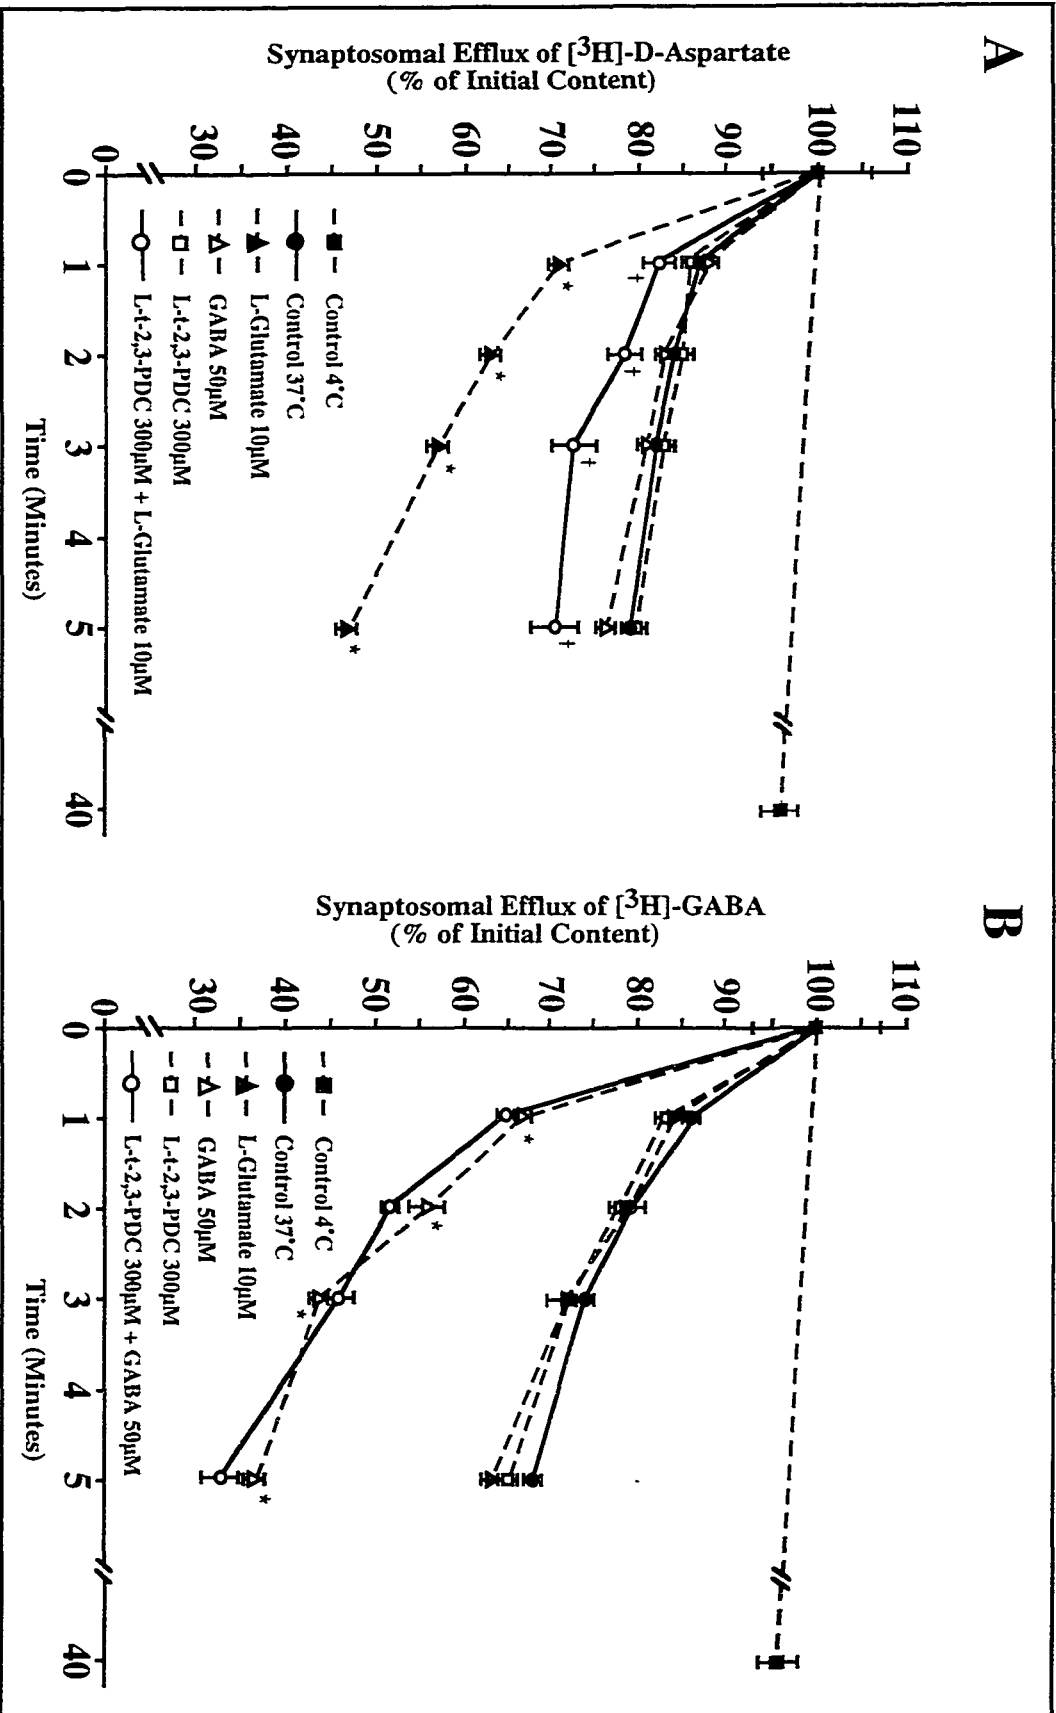 A
Synaptosomal Efflux of [³H]-D-Aspartate
(% of Initial Content)
110
100
90
80
70
60
50
40
30
0
0 1 2 3 4 5 40
Time (Minutes)
Control 4°C
Control 37°C
L-Glutamate 10µM
GABA 50µM
L-t-2,3-PDC 300µM
L-t-2,3-PDC 300µM + L-Glutamate 10µM
* * * *
† † † †
B
Synaptosomal Efflux of [³H]-GABA
(% of Initial Content)
110
100
90
80
70
60
50
40
30
0
0 1 2 3 4 5 40
Time (Minutes)
Control 4°C
Control 37°C
L-Glutamate 10µM
GABA 50µM
L-t-2,3-PDC 300µM
L-t-2,3-PDC 300µM + GABA 50µM
* * * *